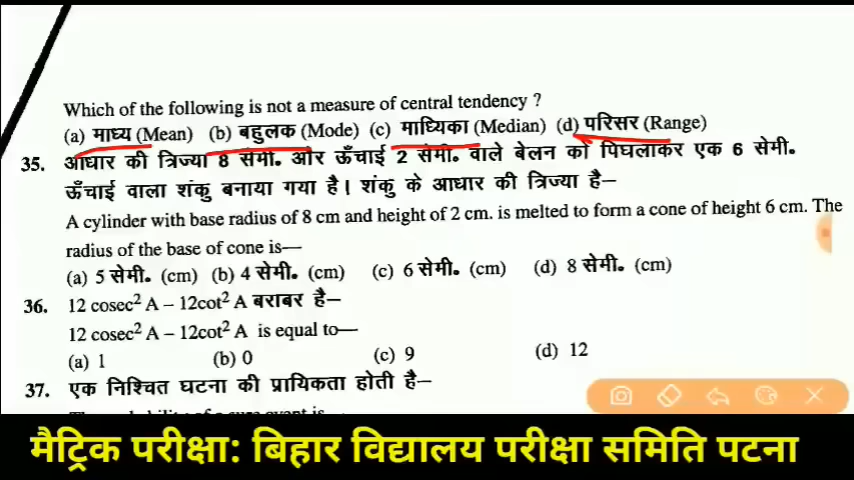 Which of the following is not a measure of central tendency ?
(a) माध्य (Mean) (b) बहुलक (Mode) (c) माध्यिका (Median) (d) परिसर (Range)
35. आधार की त्रिज्या 8 सेमी. और ऊँचाई 2 सेमी. वाले बेलन को पिघलाकर एक 6 सेमी.
ऊँचाई वाला शंकु बनाया गया है। शंकु के आधार की त्रिज्या है—
A cylinder with base radius of 8 cm and height of 2 cm. is melted to form a cone of height 6 cm. The
radius of the base of cone is—
(a) 5 सेमी. (cm) (b) 4 सेमी. (cm) (c) 6 सेमी. (cm) (d) 8 सेमी. (cm)
36. 12 cosec² A – 12cot² A बराबर है—
12 cosec² A – 12cot² A is equal to—
(a) 1 (b) 0 (c) 9 (d) 12
37. एक निश्चित घटना की प्रायिकता होती है—
मैट्रिक परीक्षा: बिहार विद्यालय परीक्षा समिति पटना